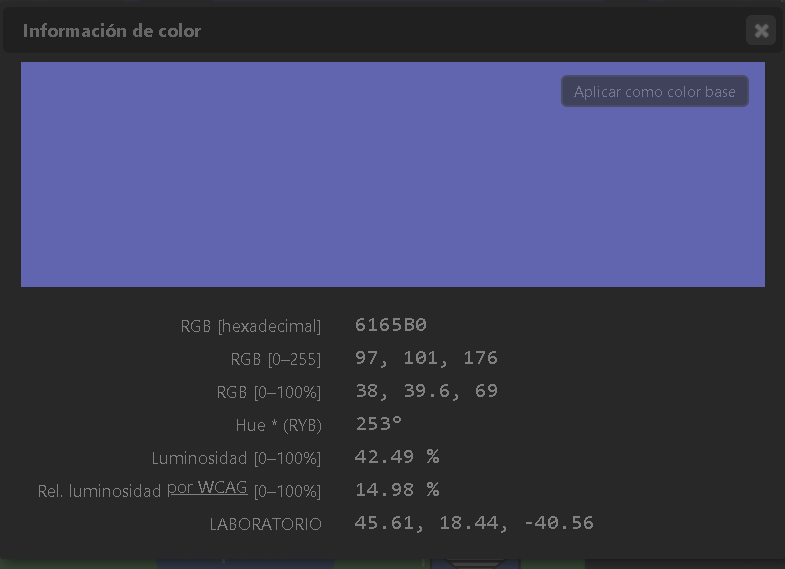 Información de color
Aplicar como color base
RGB [hexadecimal] 6165B0
RGB [0–255] 97, 101, 176
RGB [0–100%] 38, 39.6, 69
Hue * (RYB) 253°
Luminosidad [0–100%] 42.49 %
Rel. luminosidad por WCAG [0–100%] 14.98 %
LABORATORIO 45.61, 18.44, -40.56